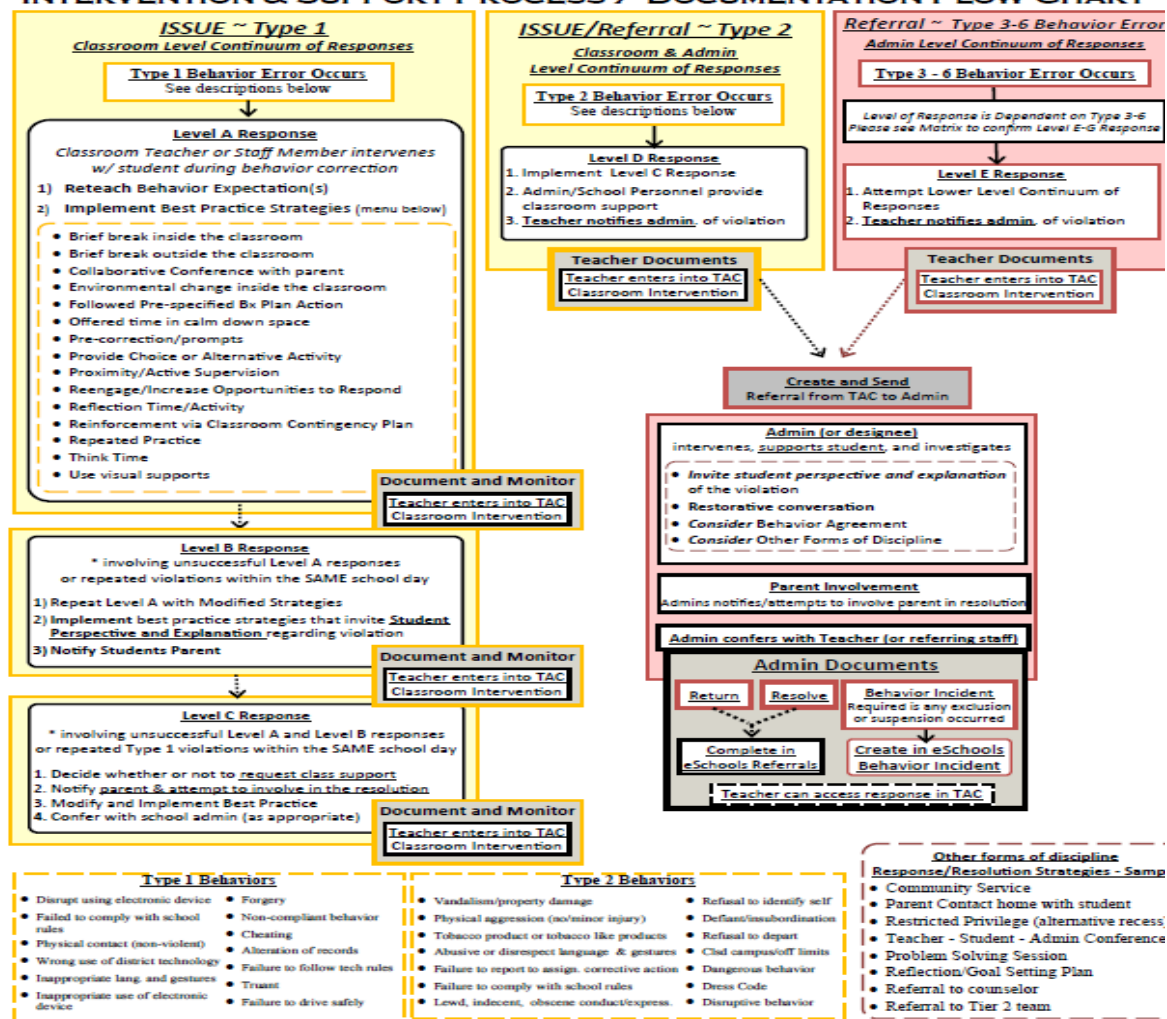 INTERVENTION & SUPPORT PROCESS / DOCUMENTATION FLOW CHART
ISSUE ~ Type 1
Classroom Level Continuum of Responses
Type 1 Behavior Error Occurs
See descriptions below
Level A Response
Classroom Teacher or Staff Member intervenes
w/ student during behavior correction
1) Reteach Behavior Expectation(s)
2) Implement Best Practice Strategies (menu below)
• Brief break inside the classroom
• Brief break outside the classroom
• Collaborative Conference with parent
• Environmental change inside the classroom
• Followed Pre-specified Bx Plan Action
• Offered time in calm down space
• Pre-correction/prompts
• Provide Choice or Alternative Activity
• Proximity/Active Supervision
• Reengage/Increase Opportunities to Respond
• Reflection Time/Activity
• Reinforcement via Classroom Contingency Plan
• Repeated Practice
• Think Time
• Use visual supports
Document and Monitor
Teacher enters into TAC
Classroom Intervention
Level B Response
* involving unsuccessful Level A responses
or repeated violations within the SAME school day
1) Repeat Level A with Modified Strategies
2) Implement best practice strategies that invite Student
Perspective and Explanation regarding violation
3) Notify Students Parent
Document and Monitor
Teacher enters into TAC
Classroom Intervention
Level C Response
* involving unsuccessful Level A and Level B responses
or repeated Type 1 violations within the SAME school day
1. Decide whether or not to request class support
2. Notify parent & attempt to involve in the resolution
3. Modify and Implement Best Practice
4. Confer with school admin (as appropriate)
Document and Monitor
Teacher enters into TAC
Classroom Intervention
ISSUE/Referral ~ Type 2
Classroom & Admin
Level Continuum of Responses
Type 2 Behavior Error Occurs
See descriptions below
Level D Response
1. Implement Level C Response
2. Admin/School Personnel provide
classroom support
3. Teacher notifies admin. of violation
Teacher Documents
Teacher enters into TAC
Classroom Intervention
Referral ~ Type 3-6 Behavior Error
Admin Level Continuum of Responses
Type 3 - 6 Behavior Error Occurs
Level of Response is Dependent on Type 3-6
Please see Matrix to confirm Level E-G Response
Level E Response
1. Attempt Lower Level Continuum of
Responses
2. Teacher notifies admin. of violation
Teacher Documents
Teacher enters into TAC
Classroom Intervention
Create and Send
Referral from TAC to Admin
Admin (or designee)
intervenes, supports student, and investigates
• Invite student perspective and explanation
of the violation
• Restorative conversation
• Consider Behavior Agreement
• Consider Other Forms of Discipline
Parent Involvement
Admins notifies/attempts to involve parent in resolution
Admin confers with Teacher (or referring staff)
Admin Documents
Return
Resolve
Behavior Incident
Required is any exclusion
or suspension occurred
Complete in
eSchools Referrals
Create in eSchools
Behavior Incident
Teacher can access response in TAC
Type 1 Behaviors
• Disrupt using electronic device
• Failed to comply with school
rules
• Physical contact (non-violent)
• Wrong use of district technology
• Inappropriate lang. and gestures
• Inappropriate use of electronic
device
• Forgery
• Non-compliant behavior
• Cheating
• Alteration of records
• Failure to follow tech rules
• Truant
• Failure to drive safely
Type 2 Behaviors
• Vandalism/property damage
• Physical aggression (no/minor injury)
• Tobacco product or tobacco like products
• Abusive or disrespect language & gestures
• Failure to report to assign. corrective action
• Failure to comply with school rules
• Lewd, indecent, obscene conduct/express.
• Refusal to identify self
• Defiant/insubordination
• Refusal to depart
• Clsd campus/off limits
• Dangerous behavior
• Dress Code
• Disruptive behavior
Other forms of discipline
Response/Resolution Strategies - Samp
• Community Service
• Parent Contact home with student
• Restricted Privilege (alternative recess)
• Teacher - Student - Admin Conference
• Problem Solving Session
• Reflection/Goal Setting Plan
• Referral to counselor
• Referral to Tier 2 team